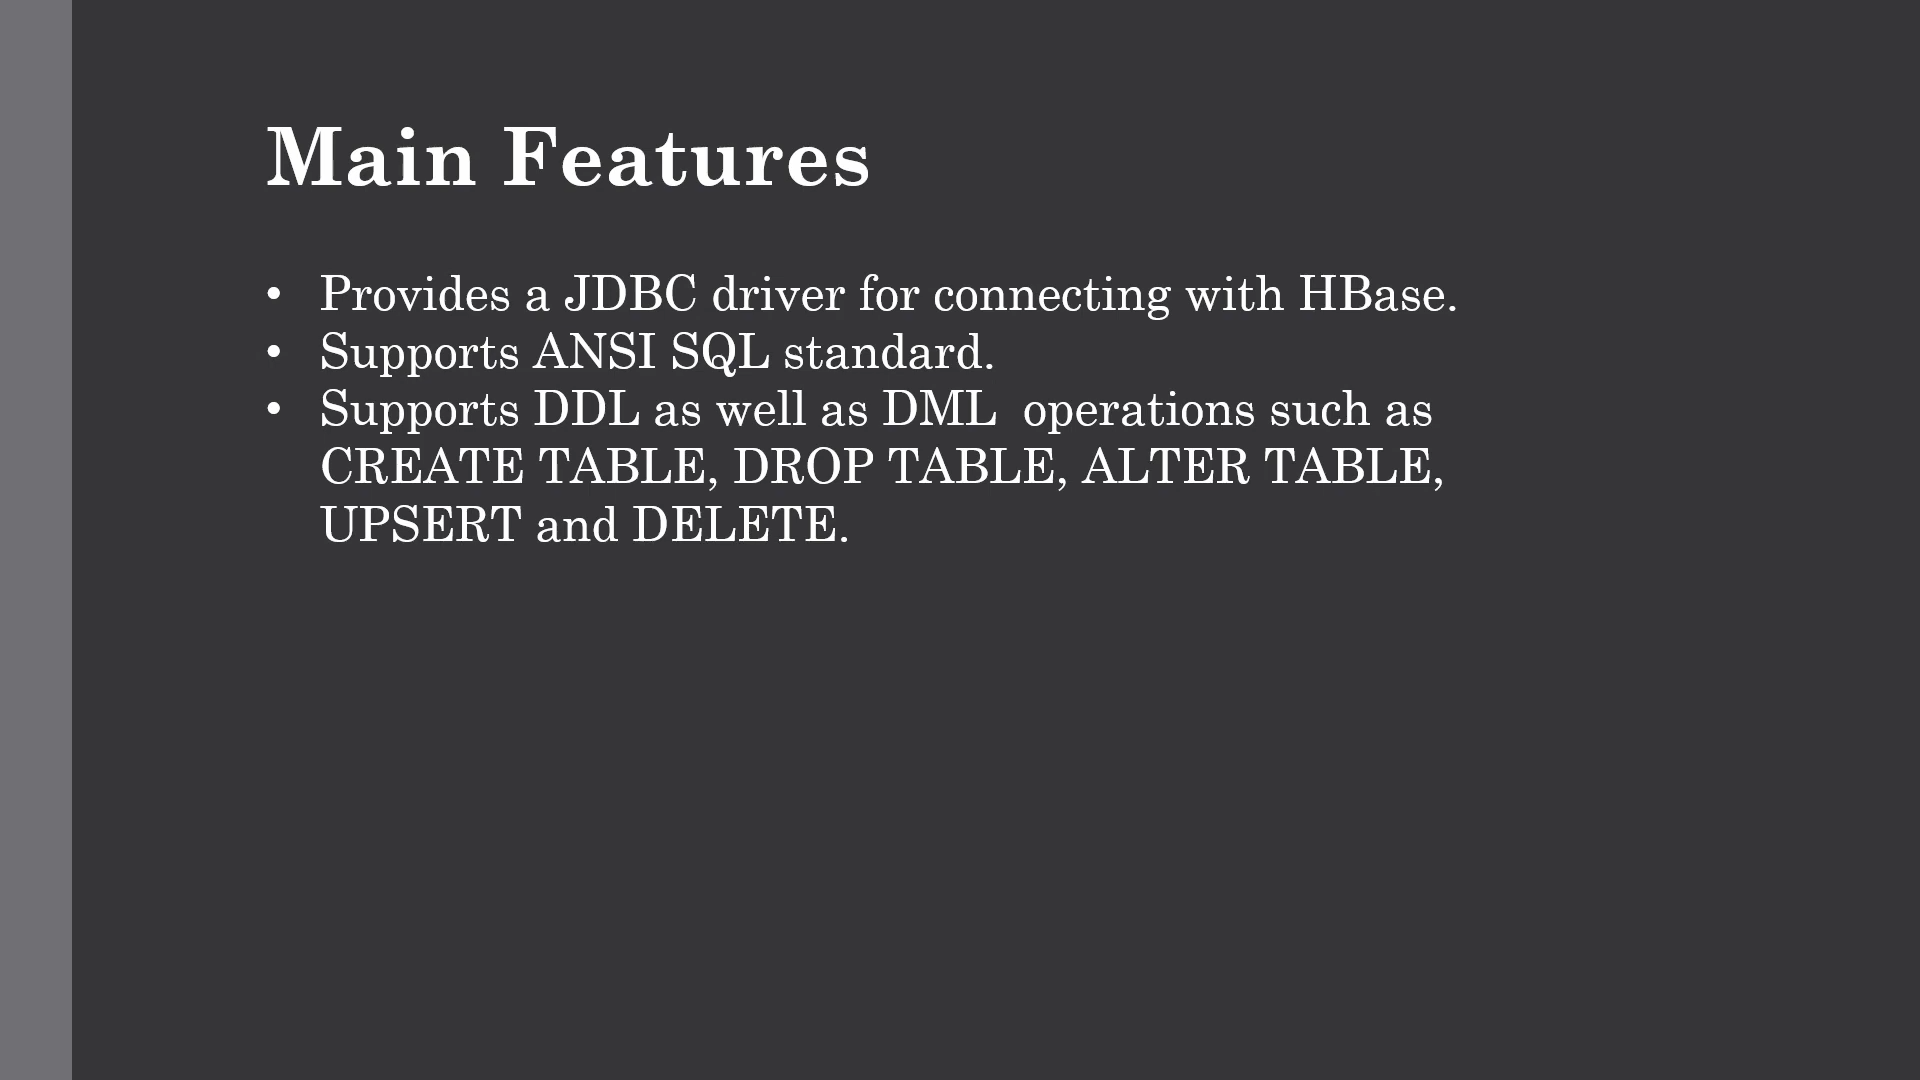 Main Features
• Provides a JDBC driver for connecting with HBase.
• Supports ANSI SQL standard.
• Supports DDL as well as DML  operations such as
CREATE TABLE, DROP TABLE, ALTER TABLE,
UPSERT and DELETE.